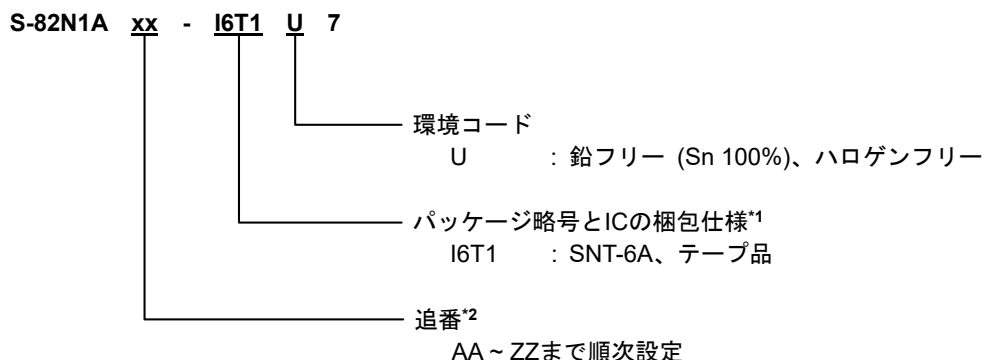 S-82N1A xx - I6T1 U 7
環境コード
U : 鉛フリー (Sn 100%)、ハロゲンフリー
パッケージ略号とICの梱包仕様*1
I6T1 : SNT-6A、テープ品
追番*2
AA ~ ZZまで順次設定